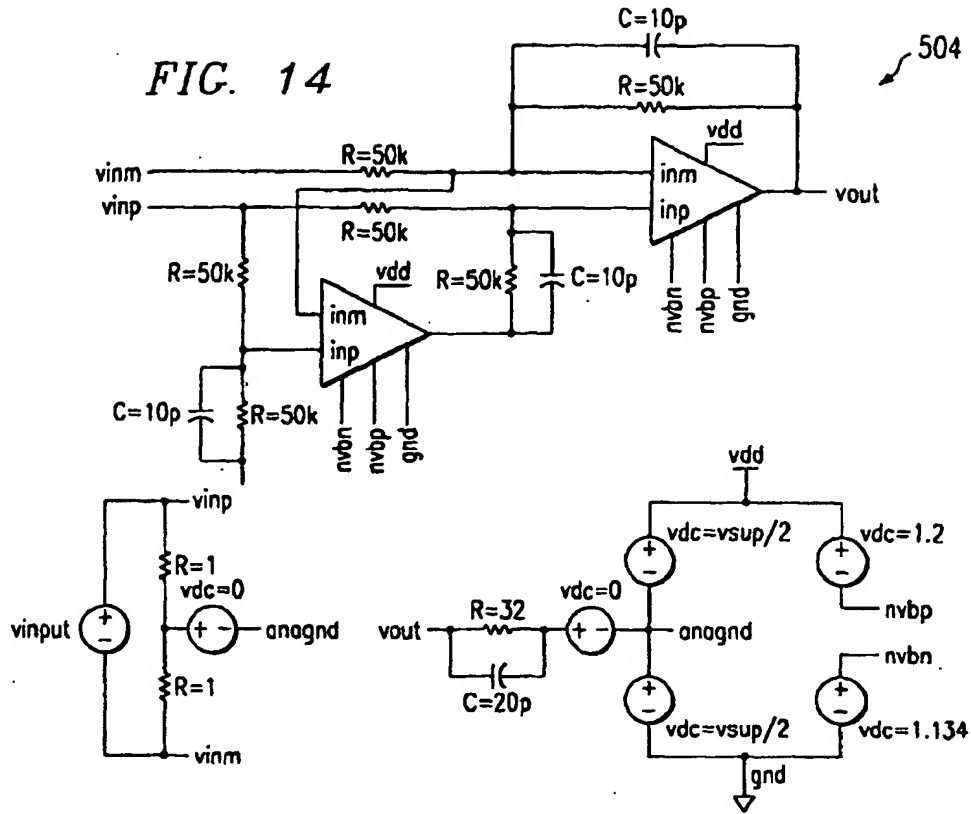 FIG. 14
504
C=10p
R=50k
vdd
vinm
R=50k
inm
vinp
R=50k
inp
vout
R=50k
vdd
R=50k
C=10p
inm
inp
nvbn
nvbp
gnd
C=10p
R=50k
nvbn
nvbp
gnd
vdd
vinp
R=1
vdc=0
vinput
anagnd
R=1
vinm
vdc=vsup/2
vdc=1.2
vdc=0
nvbp
R=32
vout
anagnd
nvbn
C=20p
vdc=vsup/2
vdc=1.134
gnd